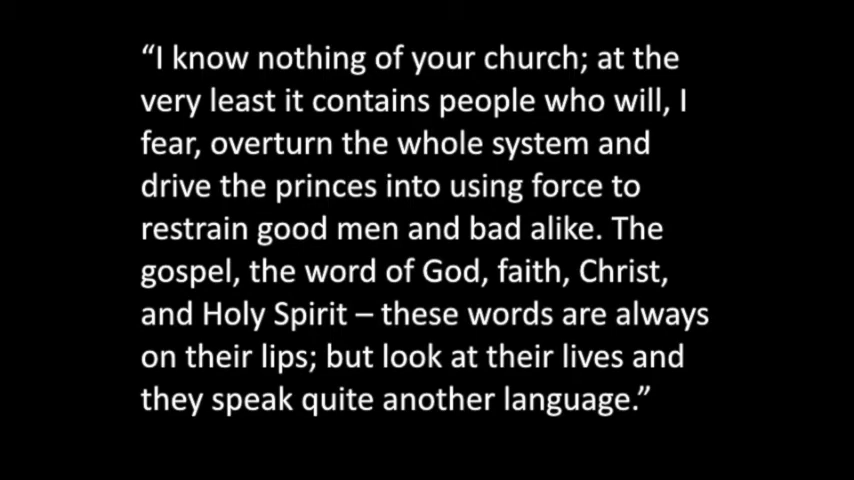 “I know nothing of your church; at the
very least it contains people who will, I
fear, overturn the whole system and
drive the princes into using force to
restrain good men and bad alike. The
gospel, the word of God, faith, Christ,
and Holy Spirit – these words are always
on their lips; but look at their lives and
they speak quite another language.”